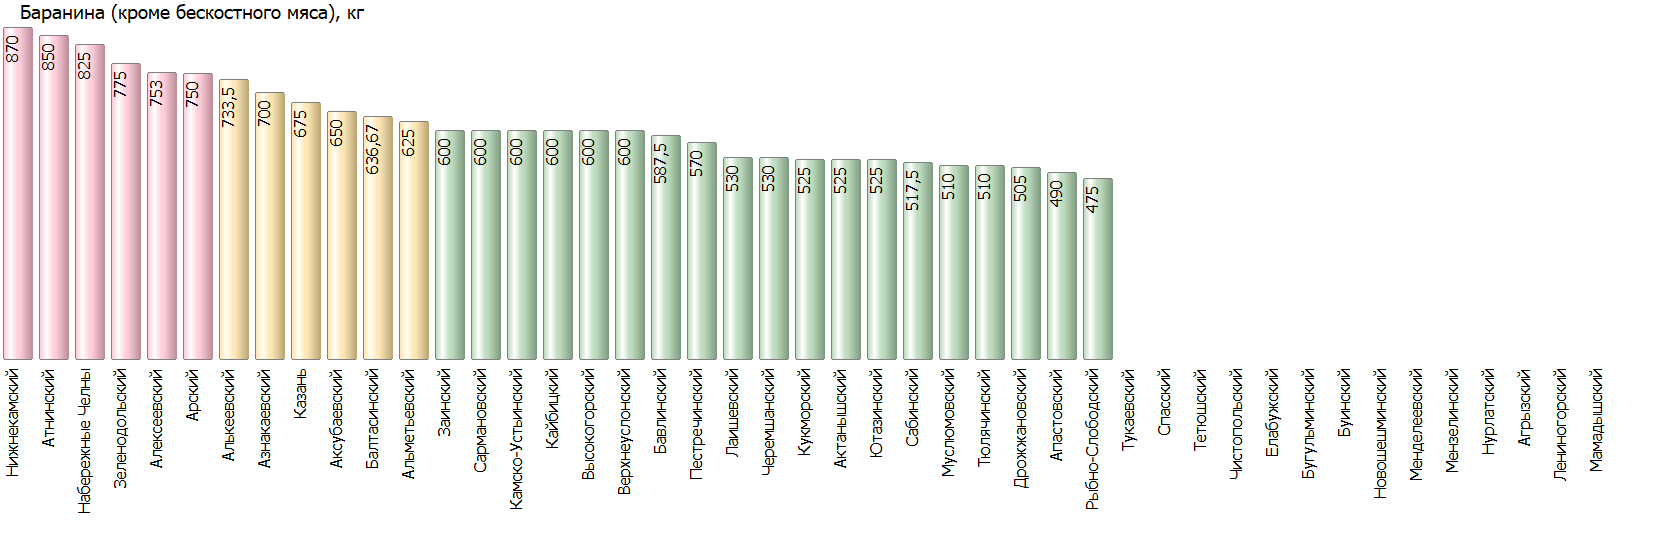 Баранина (кроме бескостного мяса), кг
870
850
825
775
753
750
733,5
700
675
650
636,67
625
600
600
600
600
600
600
587,5
570
530
530
525
525
525
517,5
510
510
505
490
475
Нижнекамский
Атнинский
Набережные Челны
Зеленодольский
Алексеевский
Арский
Алькеевский
Азнакаевский
Казань
Аксубаевский
Балтасинский
Альметьевский
Заинский
Сармановский
Камско-Устьинский
Кайбицкий
Высокогорский
Верхнеуслонский
Бавлинский
Пестречинский
Лаишевский
Черемшанский
Кукморский
Актанышский
Ютазинский
Сабинский
Муслюмовский
Тюлячинский
Дрожжановский
Апастовский
Рыбно-Слободский
Тукаевский
Спасский
Тетюшский
Чистопольский
Елабужский
Бугульминский
Буинский
Новошешминский
Менделеевский
Мензелинский
Нурлатский
Агрызский
Лениногорский
Мамадышский